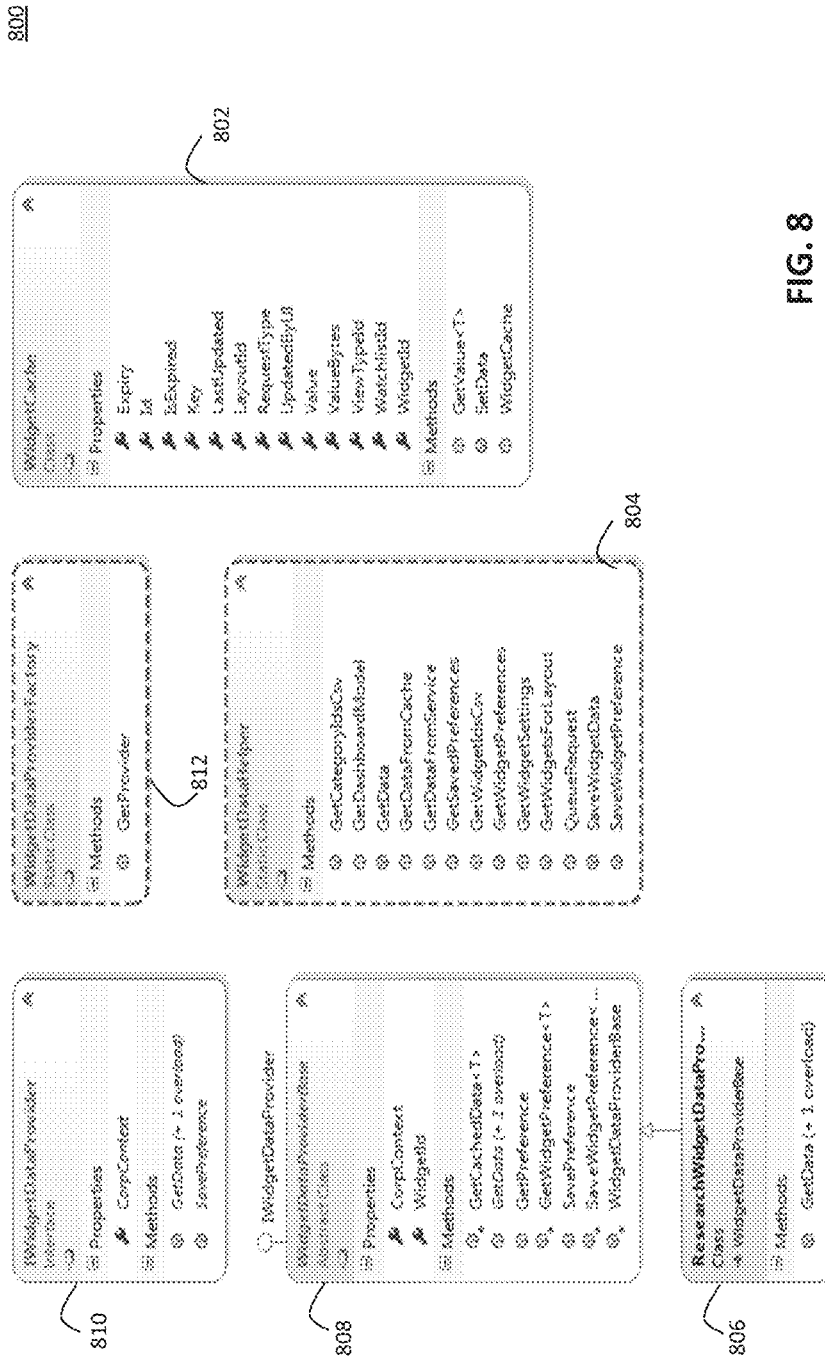 800
IWidgetDataProvider
Interface
Properties
CorpContext
Methods
GetData (+ 1 overload)
SavePreference
810
IWidgetDataProvider
WidgetDataProviderBase
Abstract Class
Properties
CorpContext
WidgetId
Methods
GetCachedData<T>
GetData (+ 1 overload)
GetPreference
GetWidgetPreference<T>
SavePreference
SaveWidgetPreference< ...
WidgetDataProviderBase
808
ResearchWidgetDataPro...
Class
WidgetDataProviderBase
Methods
GetData (+ 1 overload)
806
WidgetDataProviderFactory
Static Class
Methods
GetProvider
812
WidgetDataHelper
Static Class
Methods
GetCategoryIdsCsv
GetDashboardModel
GetData
GetDataFromCache
GetDataFromService
GetSavedPreferences
GetWidgetIdsCsv
GetWidgetPreferences
GetWidgetSettings
GetWidgetsForLayout
QueueRequest
SaveWidgetData
SaveWidgetPreference
804
WidgetCache
Class
Properties
Expiry
Id
IsExpired
Key
LastUpdated
LayoutId
RequestType
UpdatedByUI
Value
ValueBytes
ViewTypeId
WatchlistId
WidgetId
Methods
GetValue<T>
SetData
WidgetCache
802
FIG. 8